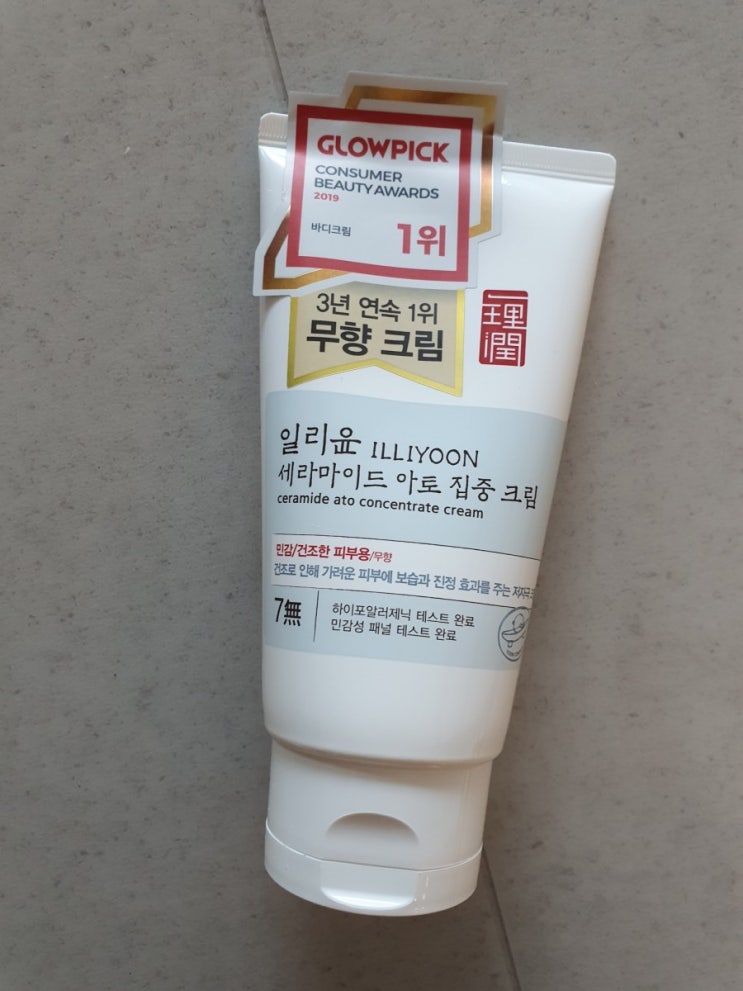 GLOWPICK
CONSUMER
BEAUTY AWARDS
2019
바디크림
1위
3년 연속 1위
무향 크림
一理潤
일리윤 ILLIYOON
세라마이드 아토 집중 크림
ceramide ato concentrate cream
민감/건조한 피부용/무향
건조로 인해 가려운 피부에 보습과 진정 효과를 주는 저자극
7無
하이포알러제닉 테스트 완료
민감성 패널 테스트 완료